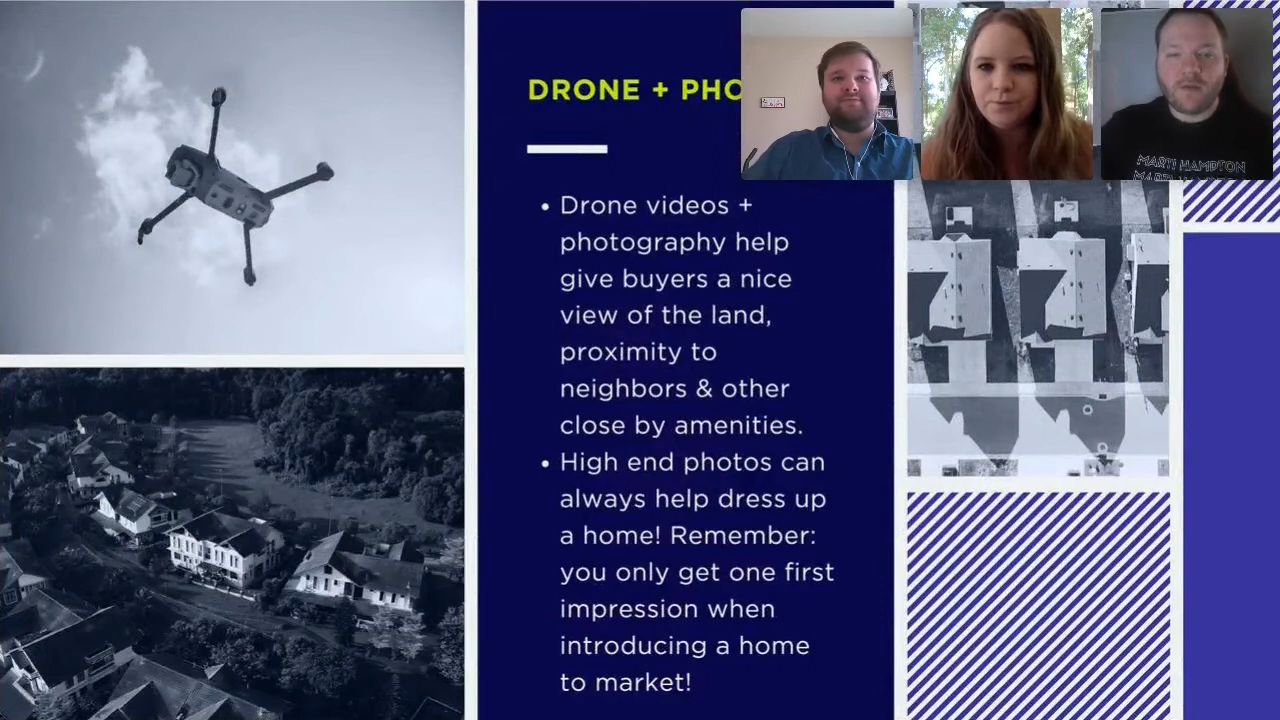 DRONE + PHO
MARTI HAMPTON
• Drone videos +
photography help
give buyers a nice
view of the land,
proximity to
neighbors & other
close by amenities.
• High end photos can
always help dress up
a home! Remember:
you only get one first
impression when
introducing a home
to market!